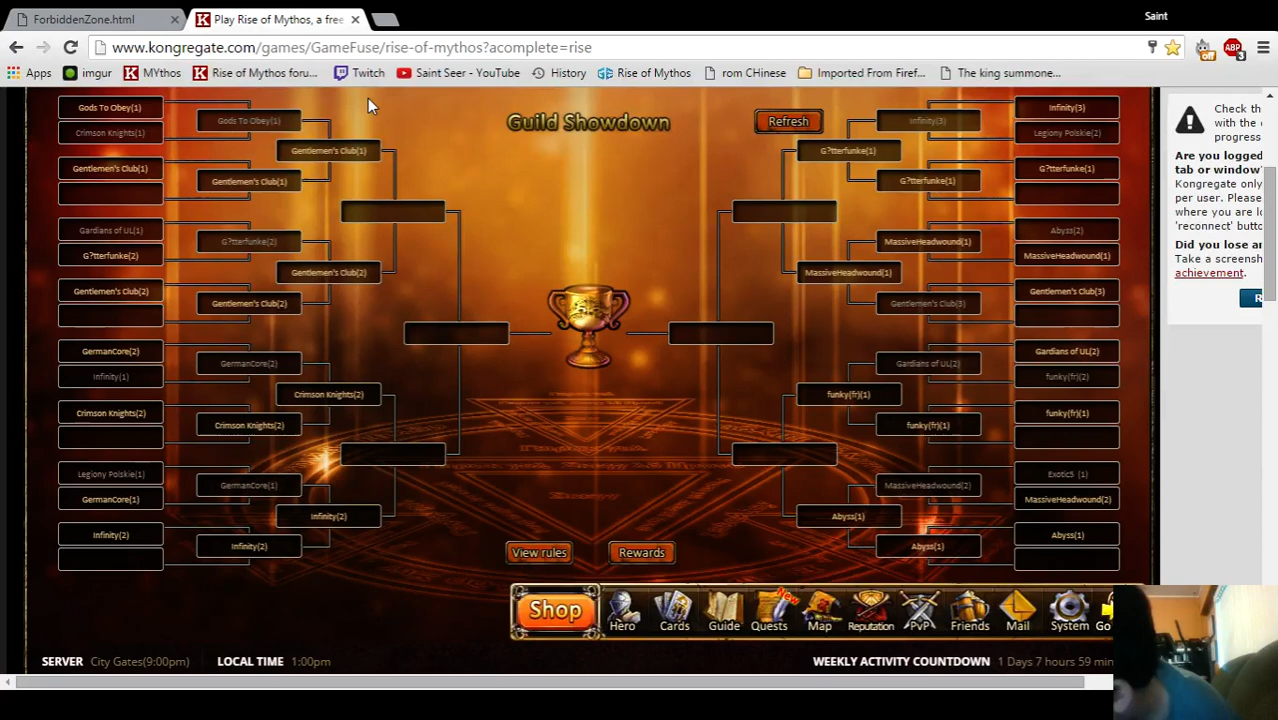 Saint
ForbiddenZone.html
Play Rise of Mythos, a free
www.kongregate.com/games/GameFuse/rise-of-mythos?acomplete=rise
ABP
3
Apps
imgur
MYthos
Rise of Mythos foru...
Twitch
Saint Seer - YouTube
History
Rise of Mythos
rom CHinese
Imported From Firef...
The king summone...
Guild Showdown
Refresh
Gods To Obey(1)
Crimson Knights(1)
Gentlemen's Club(1)
Gardians of UL(1)
G?tterfunke(2)
Gentlemen's Club(2)
GermanCore(2)
Infinity(1)
Crimson Knights(2)
Legiony Polskie(1)
GermanCore(1)
Infinity(2)
Gods To Obey(1)
Gentlemen's Club(1)
G?tterfunke(2)
Gentlemen's Club(2)
GermanCore(2)
Crimson Knights(2)
GermanCore(1)
Infinity(2)
Gentlemen's Club(1)
Gentlemen's Club(2)
Crimson Knights(2)
Infinity(2)
G?tterfunke(1)
MassiveHeadwound(1)
funky(fr)(1)
Abyss(1)
Infinity(3)
G?tterfunke(1)
MassiveHeadwound(1)
Gentlemen's Club(3)
Gardians of UL(2)
funky(fr)(1)
MassiveHeadwound(2)
Abyss(1)
Infinity(3)
Legiony Polskie(2)
G?tterfunke(1)
Abyss(2)
MassiveHeadwound(1)
Gentlemen's Club(3)
Gardians of UL(2)
funky(fr)(2)
funky(fr)(1)
Exotic5 (1)
MassiveHeadwound(2)
Abyss(1)
View rules
Rewards
Check th
with the
progress
Are you logged
tab or window
Kongregate only
per user. Please
where you are lo
'reconnect' butto
Did you lose an
Take a screensh
achievement.
R
Shop
Hero
Cards
Guide
New
Quests
Map
Reputation
PvP
Friends
Mail
System
Go
SERVER City Gates(9:00pm) LOCAL TIME 1:00pm
WEEKLY ACTIVITY COUNTDOWN 1 Days 7 hours 59 min